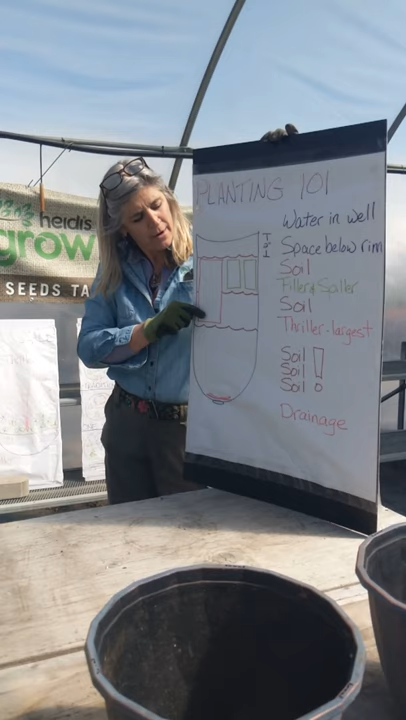 heidi's
grow
SEEDS TA
PLANTING 101
Water in well
Space below rim
Soil
Filler & Spiller
Soil
Thriller-largest
Soil !
Soil
Soil
Drainage